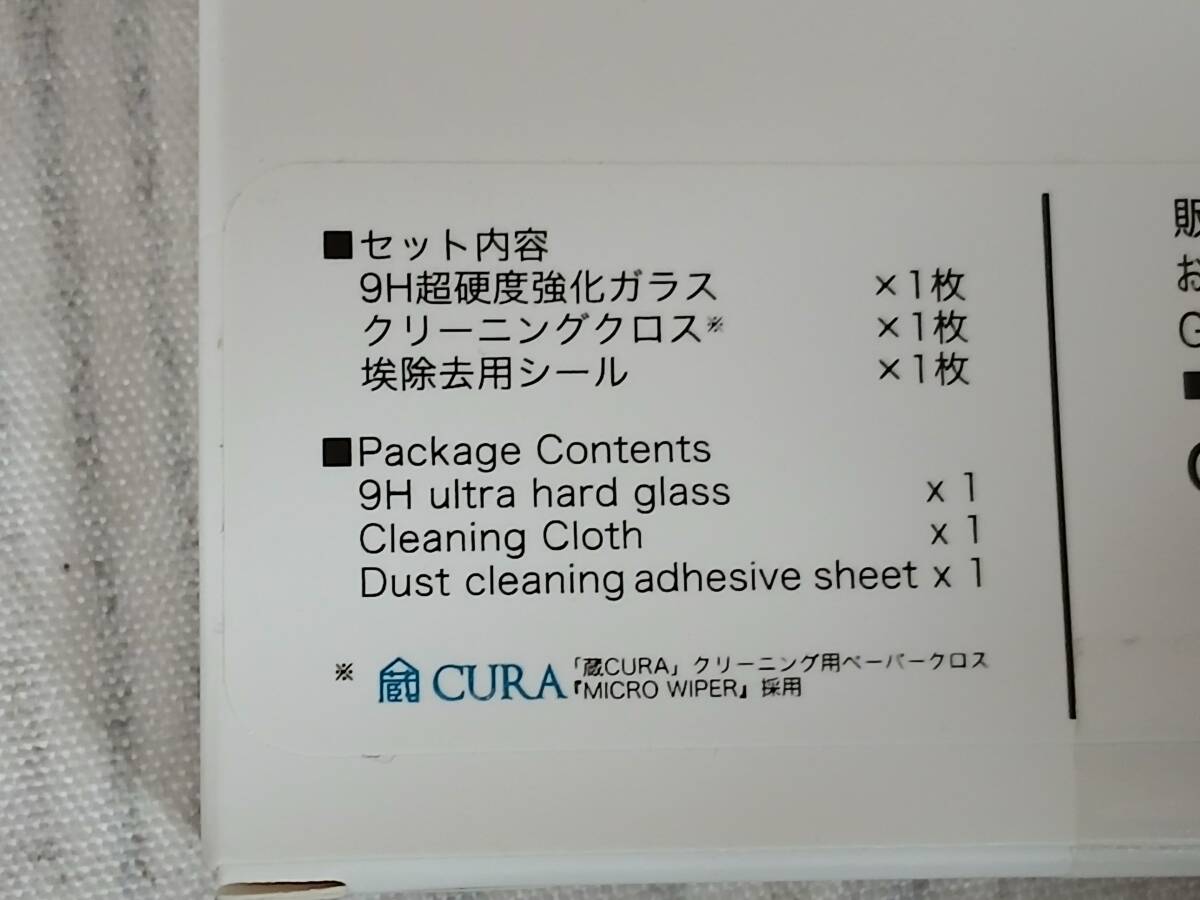 ■セット内容
9H超硬度強化ガラス ×1枚
クリーニングクロス※ ×1枚
埃除去用シール ×1枚
■Package Contents
9H ultra hard glass x 1
Cleaning Cloth x 1
Dust cleaning adhesive sheet x 1
※ 蔵 CURA 「蔵CURA」クリーニング用ペーパークロス
『MICRO WIPER』採用
販
お
G
■